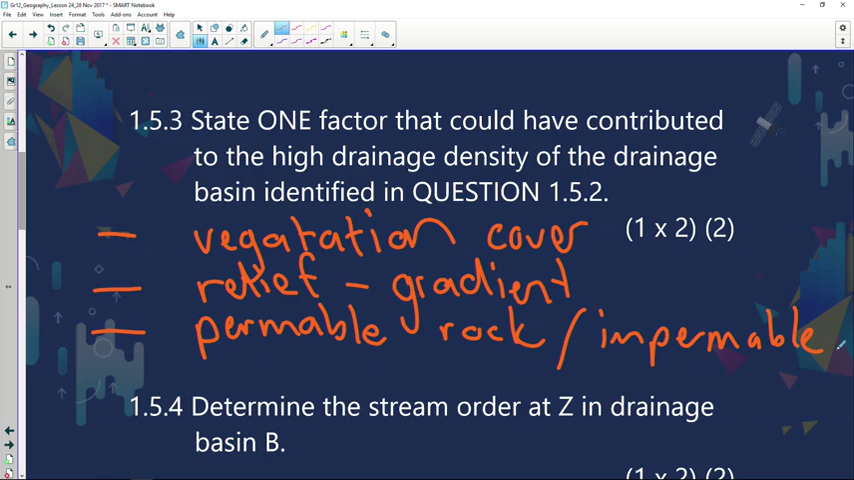 Gr12_Geography_Lesson 24_28 Nov 2017 * - SMART Notebook
File Edit View Insert Format Tools Add-ons Account Help
1.5.3 State ONE factor that could have contributed
to the high drainage density of the drainage
basin identified in QUESTION 1.5.2.
(1 x 2) (2)
— vegatation cover
— relief - gradient
— permable rock / impermable
1.5.4 Determine the stream order at Z in drainage
basin B.
(1 x 2) (2)